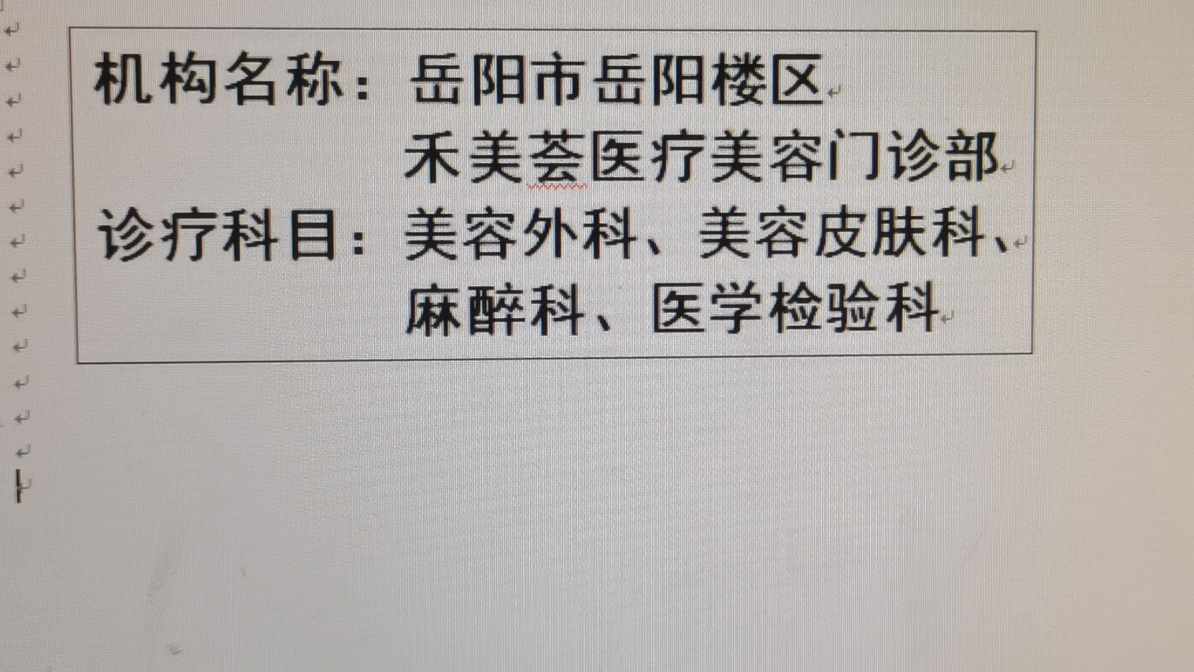 机构名称：岳阳市岳阳楼区
禾美荟医疗美容门诊部
诊疗科目：美容外科、美容皮肤科、
麻醉科、医学检验科